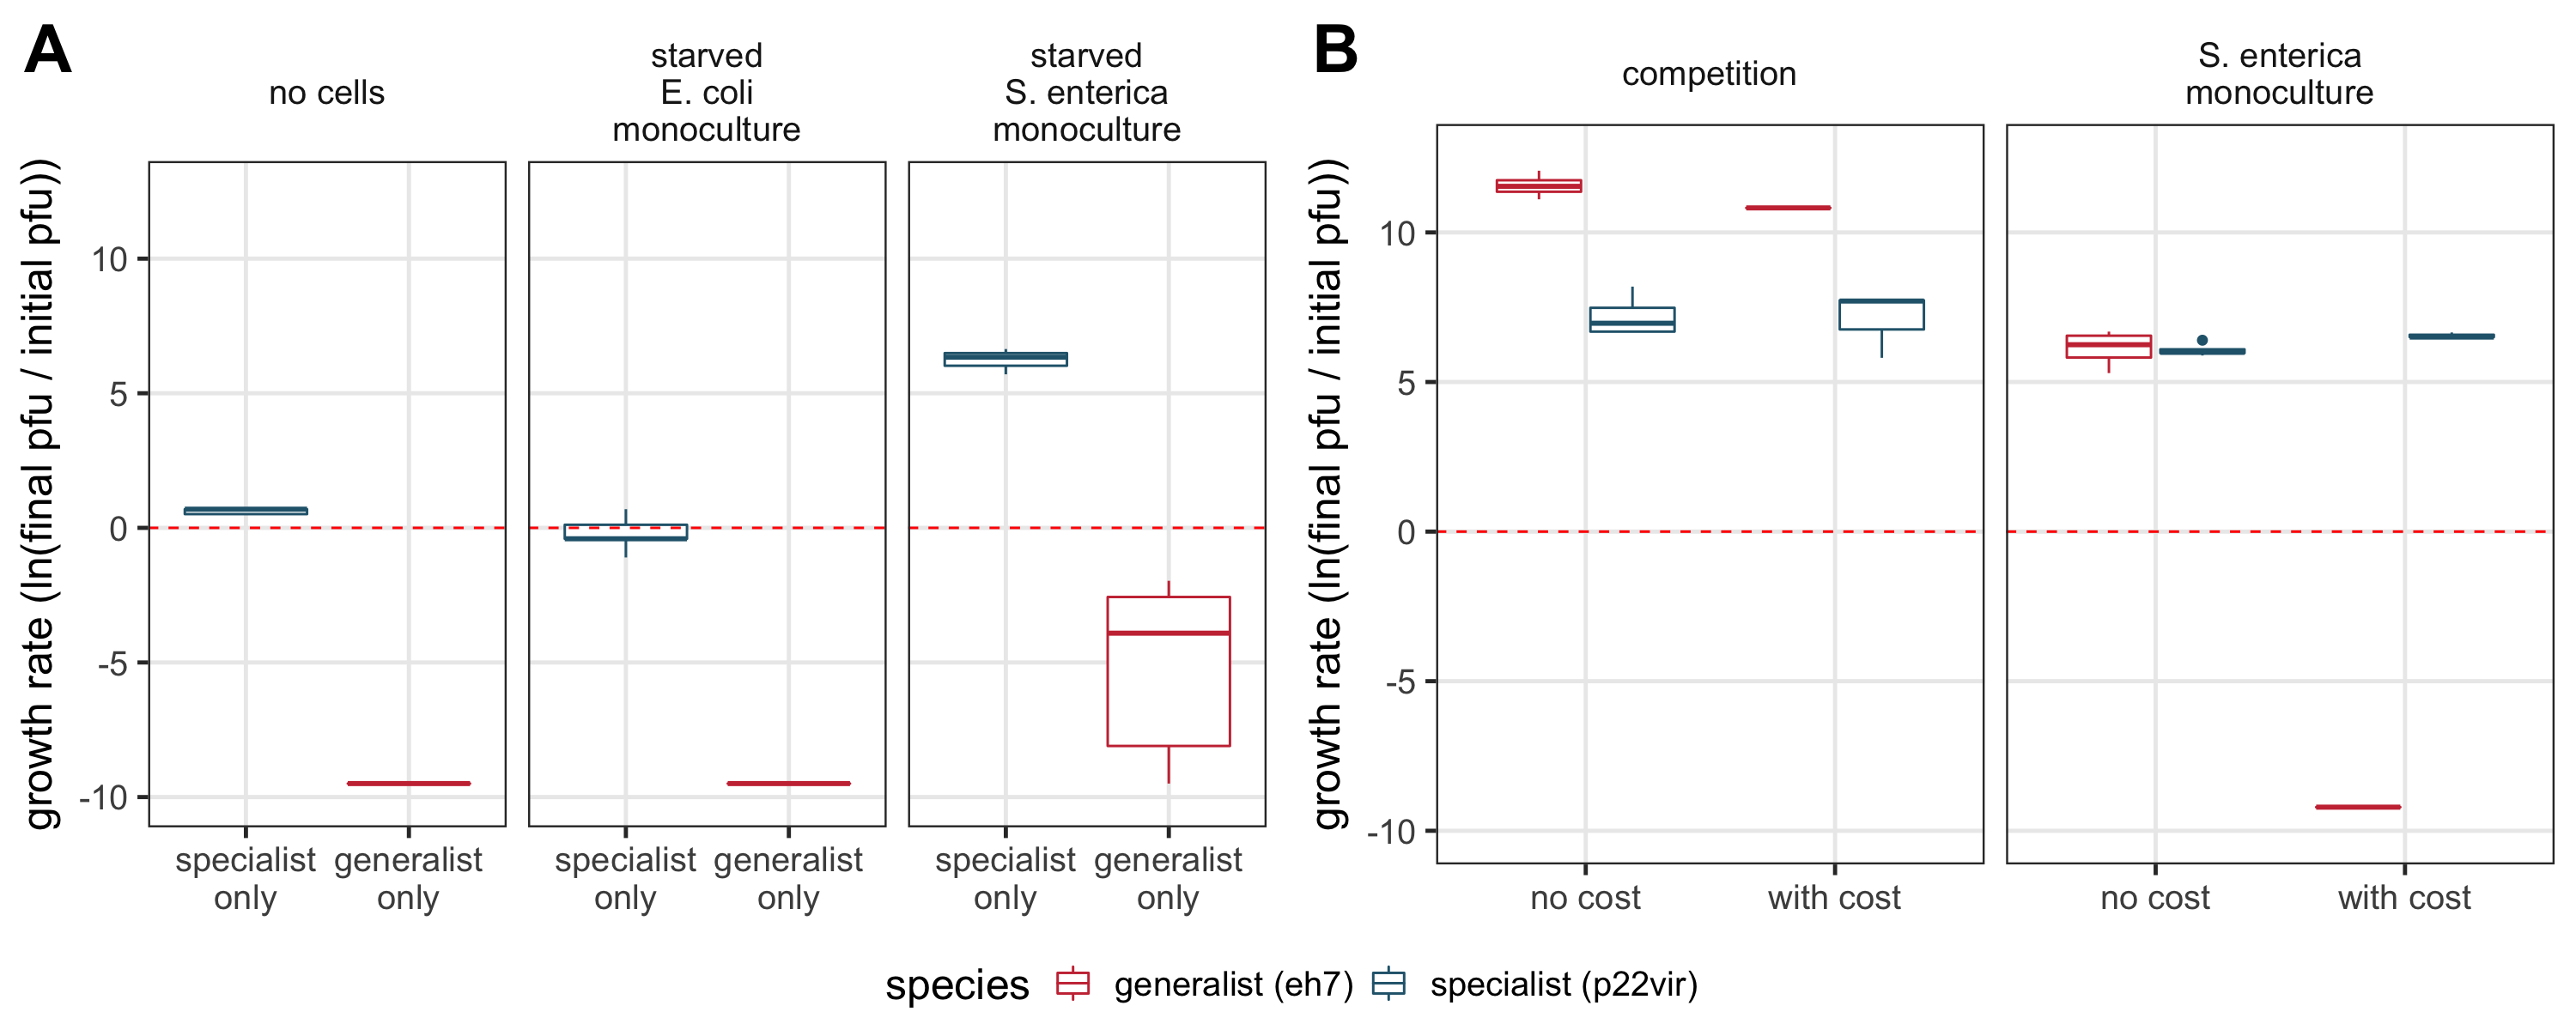 A
no cells
starved
E. coli
monoculture
starved
S. enterica
monoculture
growth rate (ln(final pfu / initial pfu))
10
5
0
-5
-10
specialist
only
generalist
only
specialist
only
generalist
only
specialist
only
generalist
only
B
competition
S. enterica
monoculture
growth rate (ln(final pfu / initial pfu))
10
5
0
-5
-10
no cost
with cost
no cost
with cost
species
generalist (eh7)
specialist (p22vir)